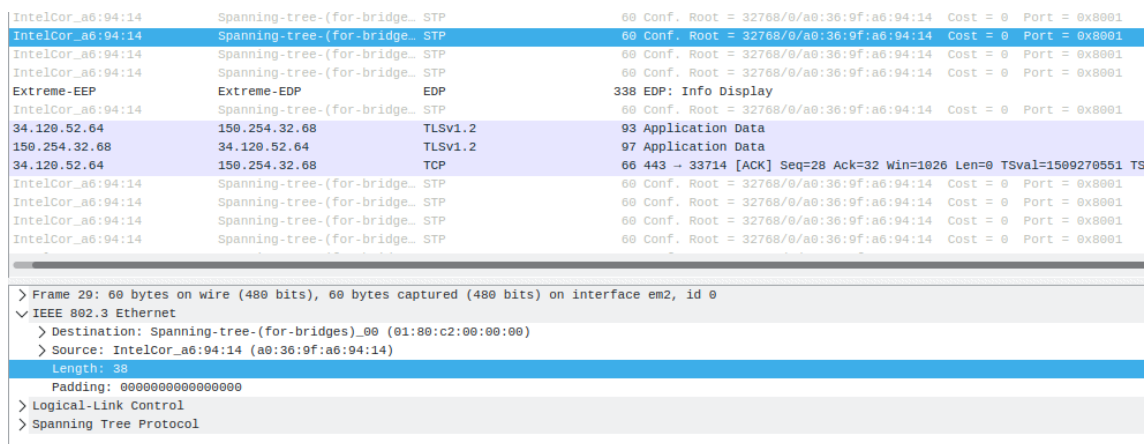 IntelCor_a6:94:14 Spanning-tree-(for-bridge… STP 60 Conf. Root = 32768/0/a0:36:9f:a6:94:14 Cost = 0 Port = 0x8001
IntelCor_a6:94:14 Spanning-tree-(for-bridge… STP 60 Conf. Root = 32768/0/a0:36:9f:a6:94:14 Cost = 0 Port = 0x8001
IntelCor_a6:94:14 Spanning-tree-(for-bridge… STP 60 Conf. Root = 32768/0/a0:36:9f:a6:94:14 Cost = 0 Port = 0x8001
IntelCor_a6:94:14 Spanning-tree-(for-bridge… STP 60 Conf. Root = 32768/0/a0:36:9f:a6:94:14 Cost = 0 Port = 0x8001
Extreme-EEP Extreme-EDP EDP 338 EDP: Info Display
IntelCor_a6:94:14 Spanning-tree-(for-bridge… STP 60 Conf. Root = 32768/0/a0:36:9f:a6:94:14 Cost = 0 Port = 0x8001
34.120.52.64 150.254.32.68 TLSv1.2 93 Application Data
150.254.32.68 34.120.52.64 TLSv1.2 97 Application Data
34.120.52.64 150.254.32.68 TCP 66 443 → 33714 [ACK] Seq=28 Ack=32 Win=1026 Len=0 TSval=1509270551 TS
IntelCor_a6:94:14 Spanning-tree-(for-bridge… STP 60 Conf. Root = 32768/0/a0:36:9f:a6:94:14 Cost = 0 Port = 0x8001
IntelCor_a6:94:14 Spanning-tree-(for-bridge… STP 60 Conf. Root = 32768/0/a0:36:9f:a6:94:14 Cost = 0 Port = 0x8001
IntelCor_a6:94:14 Spanning-tree-(for-bridge… STP 60 Conf. Root = 32768/0/a0:36:9f:a6:94:14 Cost = 0 Port = 0x8001
IntelCor_a6:94:14 Spanning-tree-(for-bridge… STP 60 Conf. Root = 32768/0/a0:36:9f:a6:94:14 Cost = 0 Port = 0x8001
Frame 29: 60 bytes on wire (480 bits), 60 bytes captured (480 bits) on interface em2, id 0
IEEE 802.3 Ethernet
Destination: Spanning-tree-(for-bridges)_00 (01:80:c2:00:00:00)
Source: IntelCor_a6:94:14 (a0:36:9f:a6:94:14)
Length: 38
Padding: 0000000000000000
Logical-Link Control
Spanning Tree Protocol